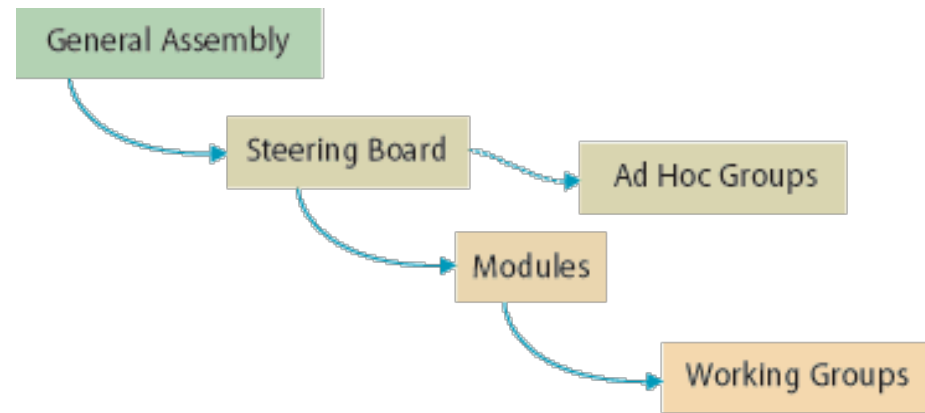 General Assembly
Steering Board
Ad Hoc Groups
Modules
Working Groups